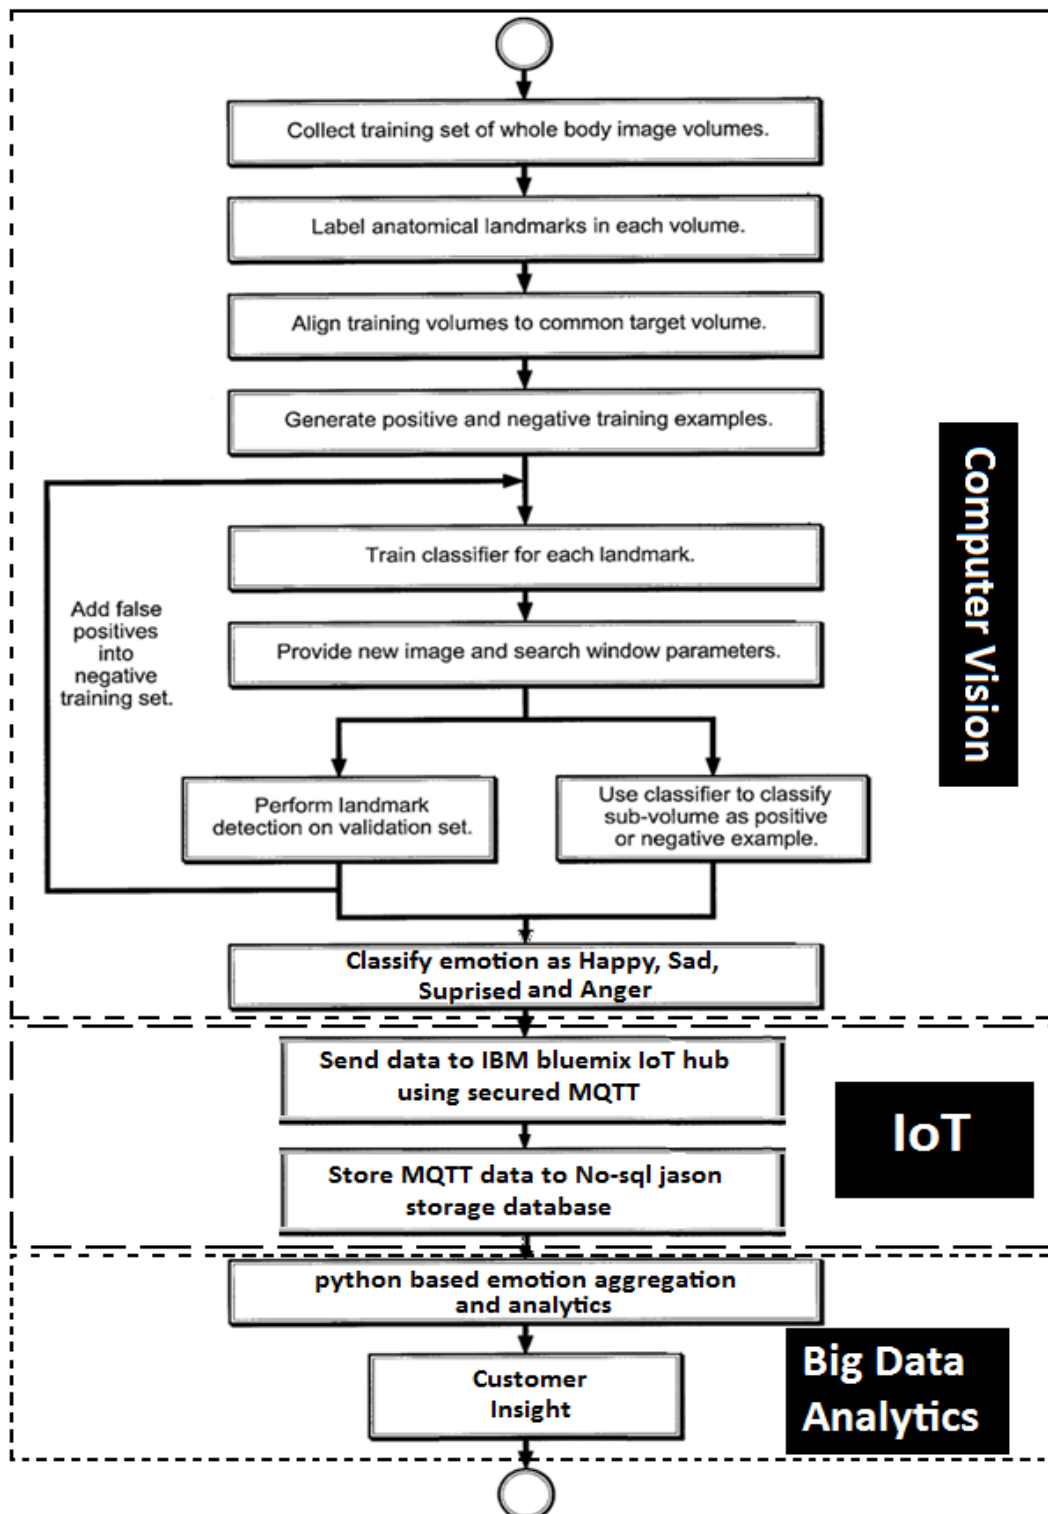 Collect training set of whole body image volumes.
Label anatomical landmarks in each volume.
Align training volumes to common target volume.
Generate positive and negative training examples.
Train classifier for each landmark.
Add false
positives
into
negative
training set.
Provide new image and search window parameters.
Computer Vision
Perform landmark
detection on validation set.
Use classifier to classify
sub-volume as positive
or negative example.
Classify emotion as Happy, Sad,
Suprised and Anger
Send data to IBM bluemix IoT hub
using secured MQTT
IoT
Store MQTT data to No-sql jason
storage database
python based emotion aggregation
and analytics
Big Data
Analytics
Customer
Insight